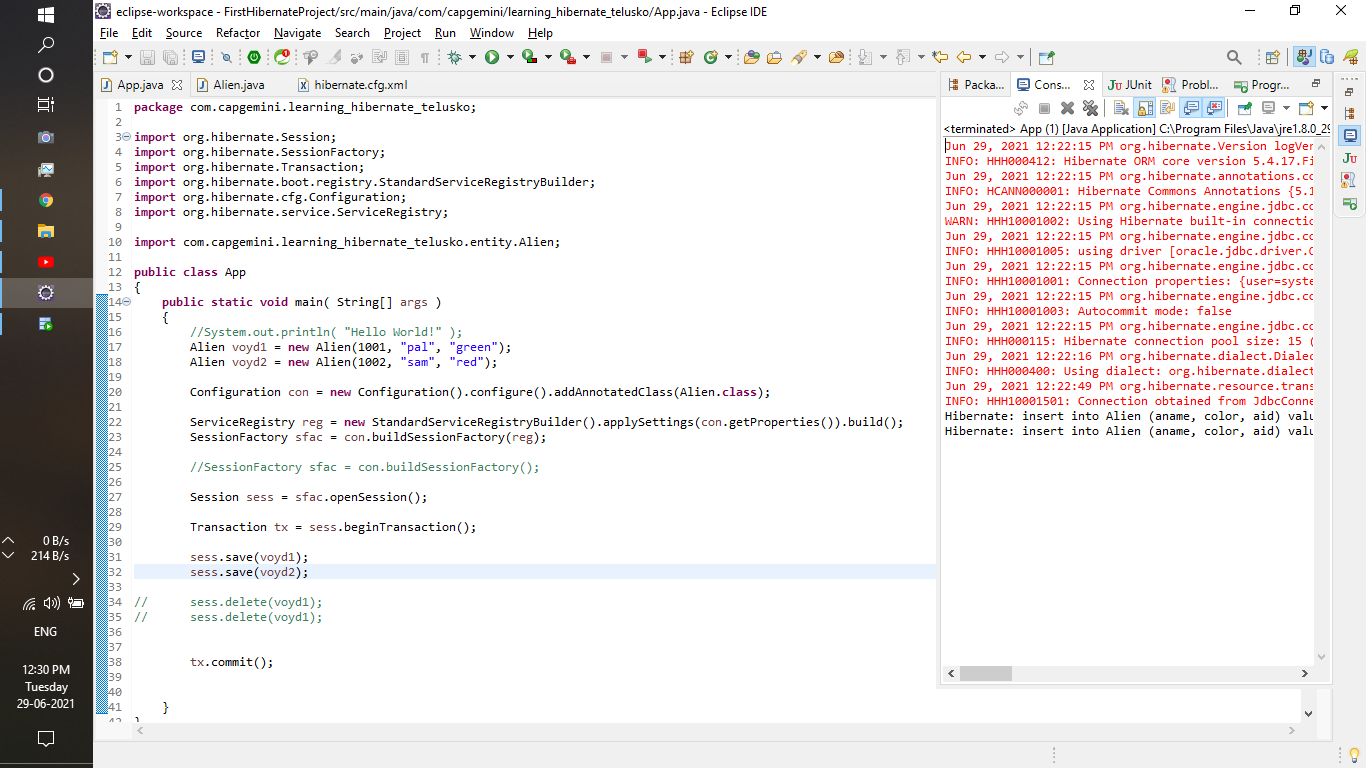 eclipse-workspace - FirstHibernateProject/src/main/java/com/capgemini/learning_hibernate_telusko/App.java - Eclipse IDE
File Edit Source Refactor Navigate Search Project Run Window Help
App.java Alien.java hibernate.cfg.xml
1 package com.capgemini.learning_hibernate_telusko;
2
3 import org.hibernate.Session;
4 import org.hibernate.SessionFactory;
5 import org.hibernate.Transaction;
6 import org.hibernate.boot.registry.StandardServiceRegistryBuilder;
7 import org.hibernate.cfg.Configuration;
8 import org.hibernate.service.ServiceRegistry;
9
10 import com.capgemini.learning_hibernate_telusko.entity.Alien;
11
12 public class App
13 {
14 public static void main( String[] args )
15 {
16 //System.out.println( "Hello World!" );
17 Alien voyd1 = new Alien(1001, "pal", "green");
18 Alien voyd2 = new Alien(1002, "sam", "red");
19
20 Configuration con = new Configuration().configure().addAnnotatedClass(Alien.class);
21
22 ServiceRegistry reg = new StandardServiceRegistryBuilder().applySettings(con.getProperties()).build();
23 SessionFactory sfac = con.buildSessionFactory(reg);
24
25 //SessionFactory sfac = con.buildSessionFactory();
26
27 Session sess = sfac.openSession();
28
29 Transaction tx = sess.beginTransaction();
30
31 sess.save(voyd1);
32 sess.save(voyd2);
33
34 // sess.delete(voyd1);
35 // sess.delete(voyd1);
36
37
38 tx.commit();
39
40
41 }
42 }
Packa... Cons... JUnit Probl... Progr...
<terminated> App (1) [Java Application] C:\Program Files\Java\jre1.8.0_29
Jun 29, 2021 12:22:15 PM org.hibernate.Version logVer
INFO: HHH000412: Hibernate ORM core version 5.4.17.Fi
Jun 29, 2021 12:22:15 PM org.hibernate.annotations.co
INFO: HCANN000001: Hibernate Commons Annotations {5.1
Jun 29, 2021 12:22:15 PM org.hibernate.engine.jdbc.co
WARN: HHH10001002: Using Hibernate built-in connectio
Jun 29, 2021 12:22:15 PM org.hibernate.engine.jdbc.co
INFO: HHH10001005: using driver [oracle.jdbc.driver.O
Jun 29, 2021 12:22:15 PM org.hibernate.engine.jdbc.co
INFO: HHH10001001: Connection properties: {user=syste
Jun 29, 2021 12:22:15 PM org.hibernate.engine.jdbc.co
INFO: HHH10001003: Autocommit mode: false
Jun 29, 2021 12:22:15 PM org.hibernate.engine.jdbc.co
INFO: HHH000115: Hibernate connection pool size: 15 (
Jun 29, 2021 12:22:16 PM org.hibernate.dialect.Dialec
INFO: HHH000400: Using dialect: org.hibernate.dialect
Jun 29, 2021 12:22:49 PM org.hibernate.resource.trans
INFO: HHH10001501: Connection obtained from JdbcConne
Hibernate: insert into Alien (aname, color, aid) valu
Hibernate: insert into Alien (aname, color, aid) valu
0 B/s
214 B/s
ENG
12:30 PM
Tuesday
29-06-2021